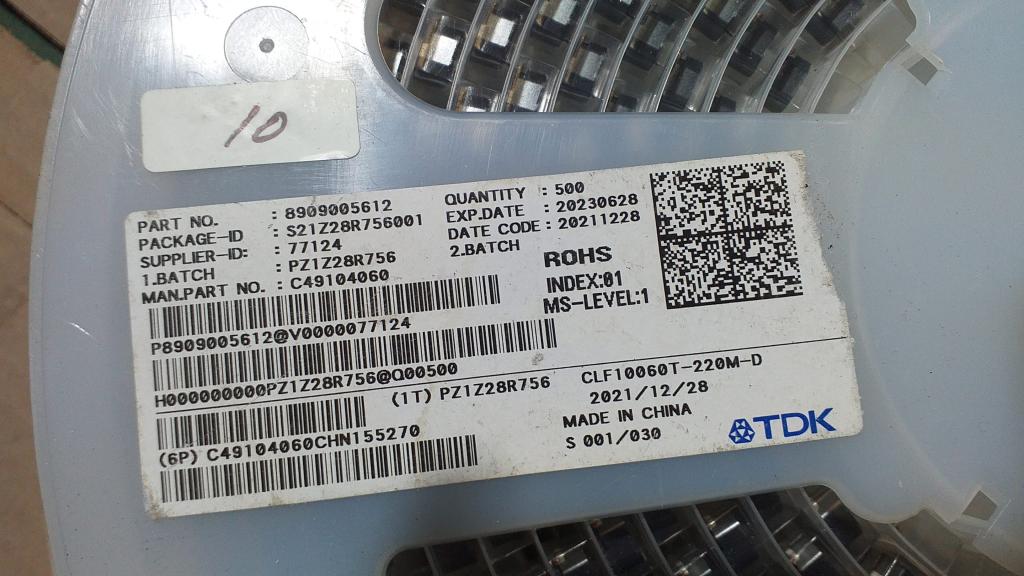 10
PART NO. : 8909005612
PACKAGE-ID : S21Z28R756001
SUPPLIER-ID: : 77124
1.BATCH : PZ1Z28R756
MAN.PART NO. : C49104060
QUANTITY : 500
EXP.DATE : 20230628
DATE CODE : 20211228
2.BATCH
ROHS
INDEX:01
MS-LEVEL:1
P8909005612@V0000077124
H000000000PZ1Z28R756@Q00500
(1T) PZ1Z28R756
(6P) C49104060CHN155270
CLF10060T-220M-D
2021/12/28
MADE IN CHINA
S 001/030
TDK